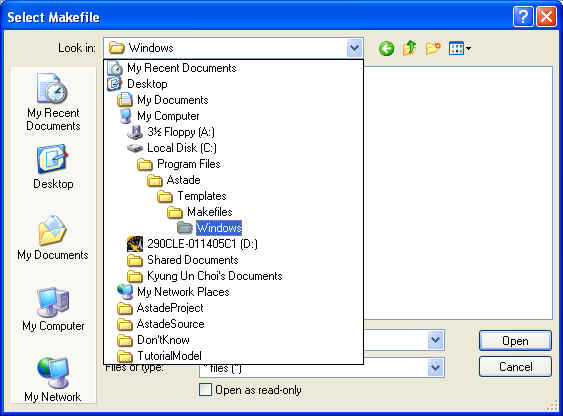 Select Makefile
Look in:
Windows
My Recent Documents
Desktop
My Documents
My Computer
3½ Floppy (A:)
Local Disk (C:)
Program Files
Astade
Templates
Makefiles
Windows
290CLE-011405C1 (D:)
Shared Documents
Kyung Un Choi's Documents
My Network Places
AstadeProject
AstadeSource
Don'tKnow
TutorialModel
My Recent
Documents
Desktop
My Documents
My Computer
My Network
Open
Files of type:
* files (*)
Cancel
Open as read-only